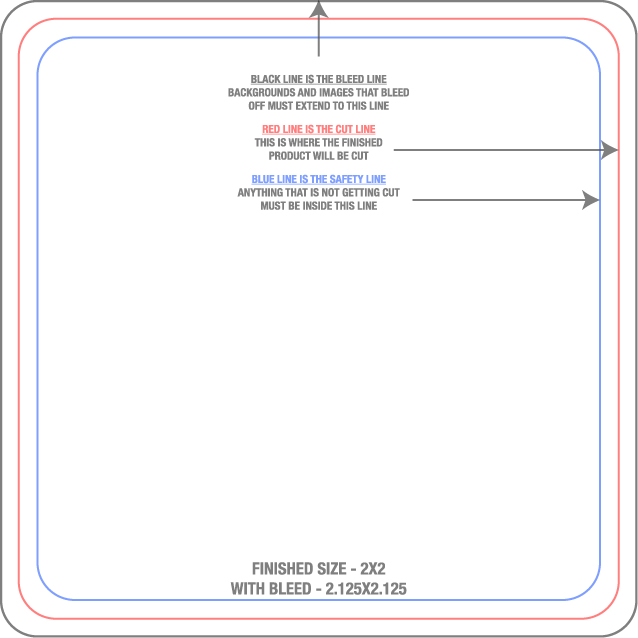 BLACK LINE IS THE BLEED LINE
BACKGROUNDS AND IMAGES THAT BLEED
OFF MUST EXTEND TO THIS LINE
RED LINE IS THE CUT LINE
THIS IS WHERE THE FINISHED
PRODUCT WILL BE CUT
BLUE LINE IS THE SAFETY LINE
ANYTHING THAT IS NOT GETTING CUT
MUST BE INSIDE THIS LINE
FINISHED SIZE - 2X2
WITH BLEED - 2.125X2.125